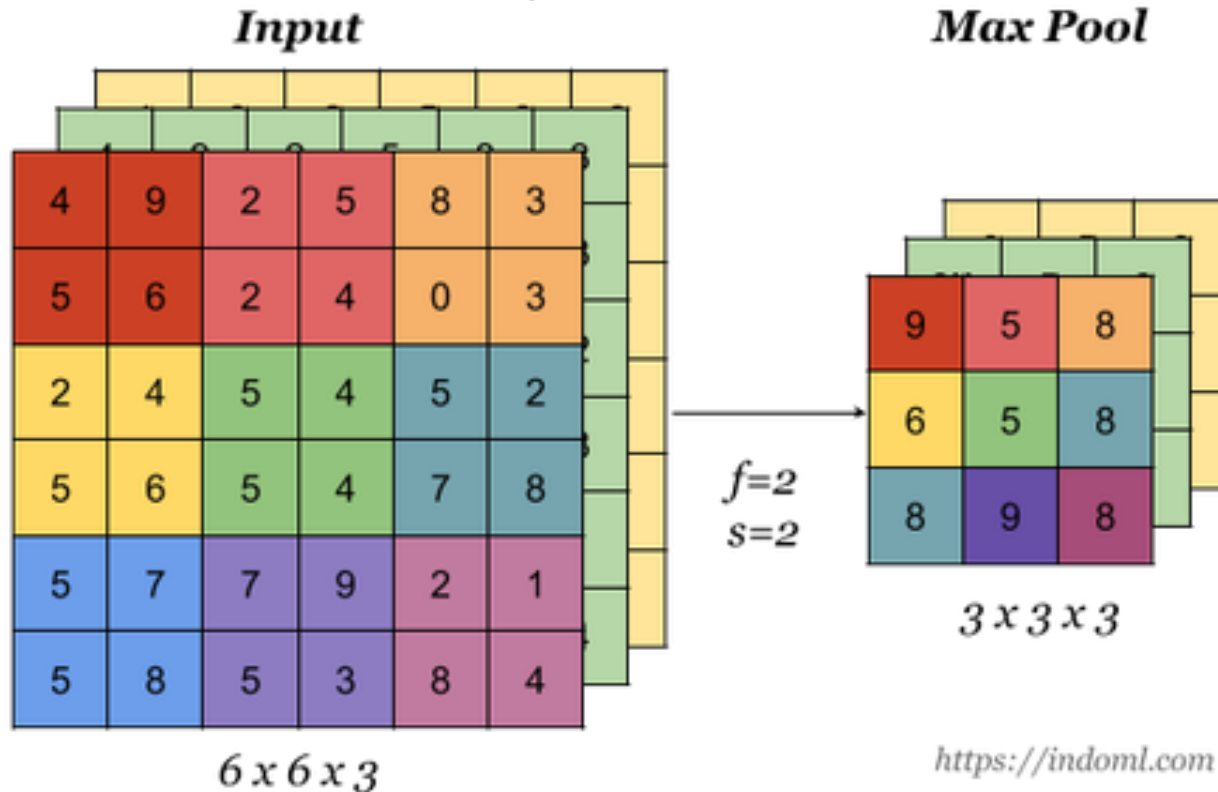 Input
Max Pool
4 9 2 5 8 3
5 6 2 4 0 3
2 4 5 4 5 2
5 6 5 4 7 8
5 7 7 9 2 1
5 8 5 3 8 4
6 x 6 x 3
f=2
s=2
9 5 8
6 5 8
8 9 8
3 x 3 x 3
https://indoml.com